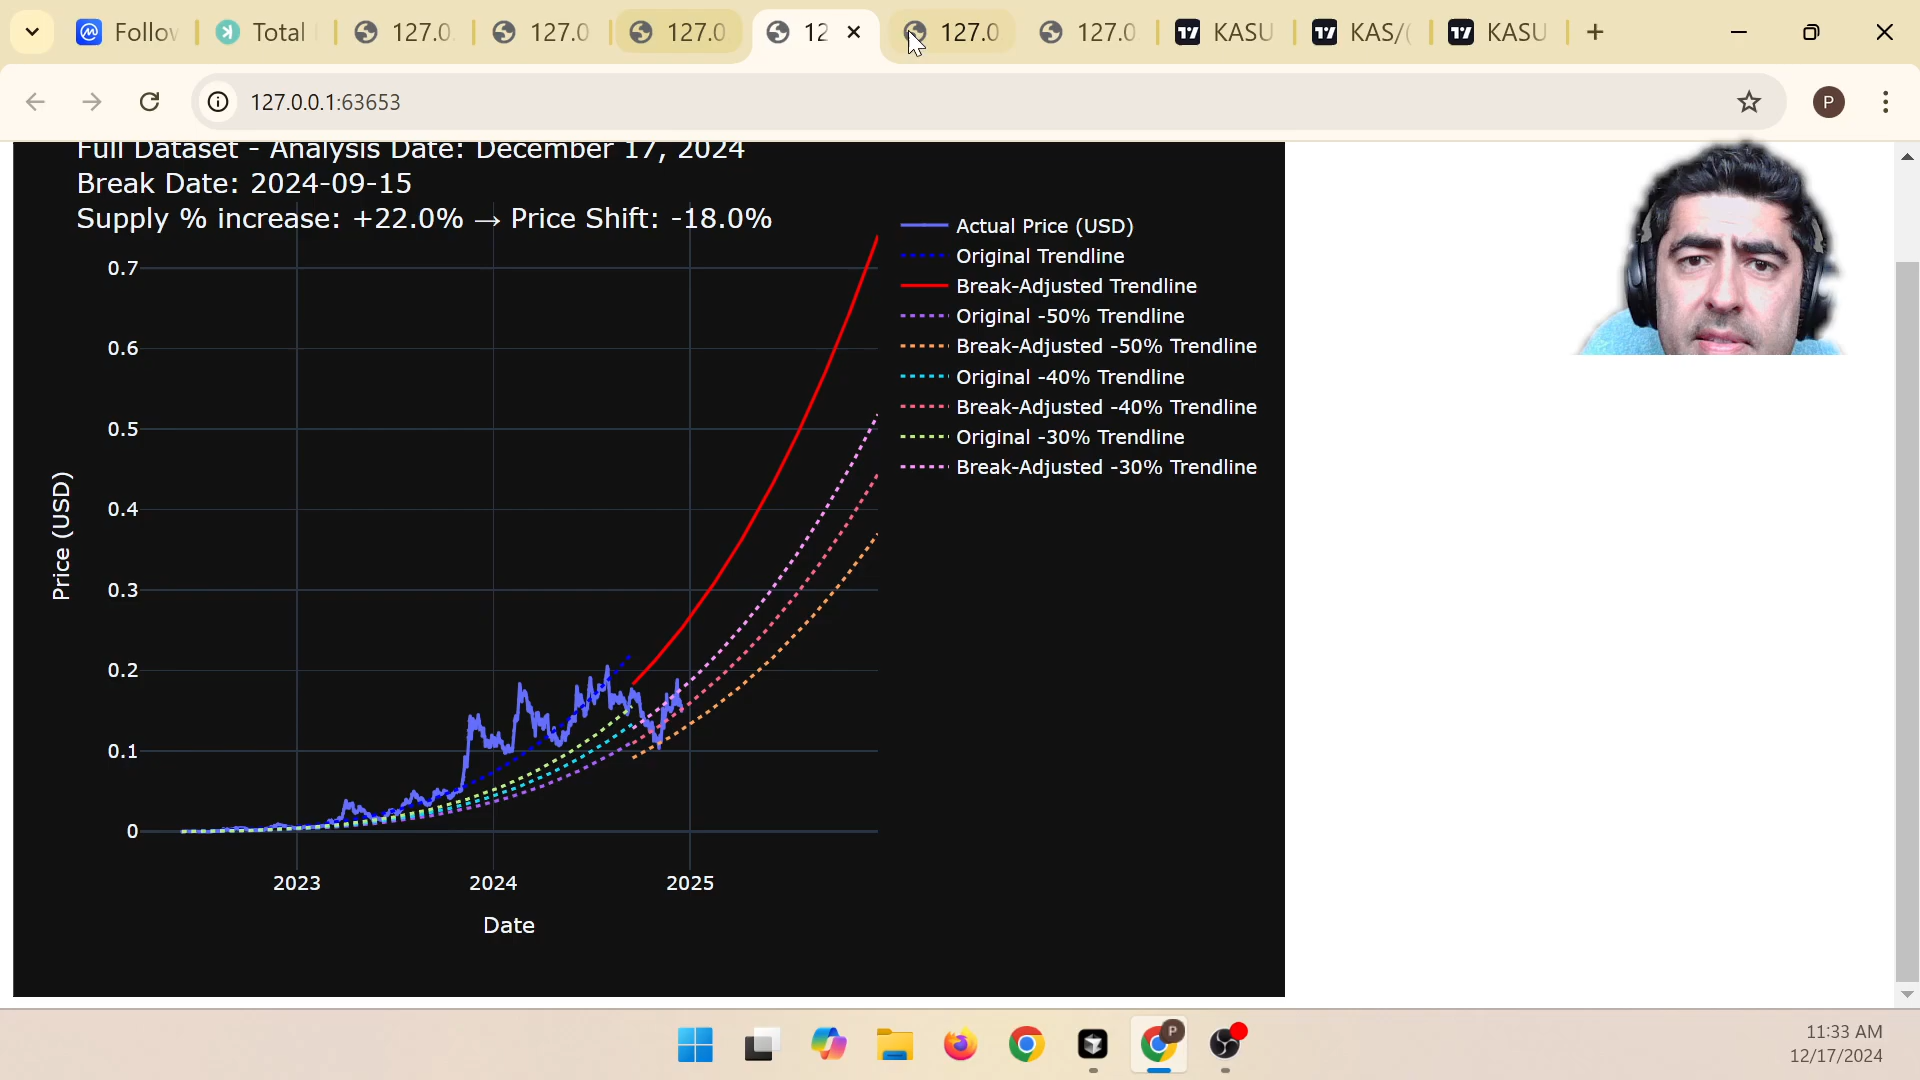 Follow
Total
127.0.
127.0
127.0
12
127.0
127.0
KASU
KAS/(
KASU
127.0.0.1:63653
P
Full Dataset - Analysis Date: December 17, 2024
Break Date: 2024-09-15
Supply % increase: +22.0% → Price Shift: -18.0%
Actual Price (USD)
Original Trendline
Break-Adjusted Trendline
Original -50% Trendline
Break-Adjusted -50% Trendline
Original -40% Trendline
Break-Adjusted -40% Trendline
Original -30% Trendline
Break-Adjusted -30% Trendline
0.7
0.6
0.5
0.4
0.3
0.2
0.1
0
Price (USD)
2023
2024
2025
Date
P
11:33 AM
12/17/2024